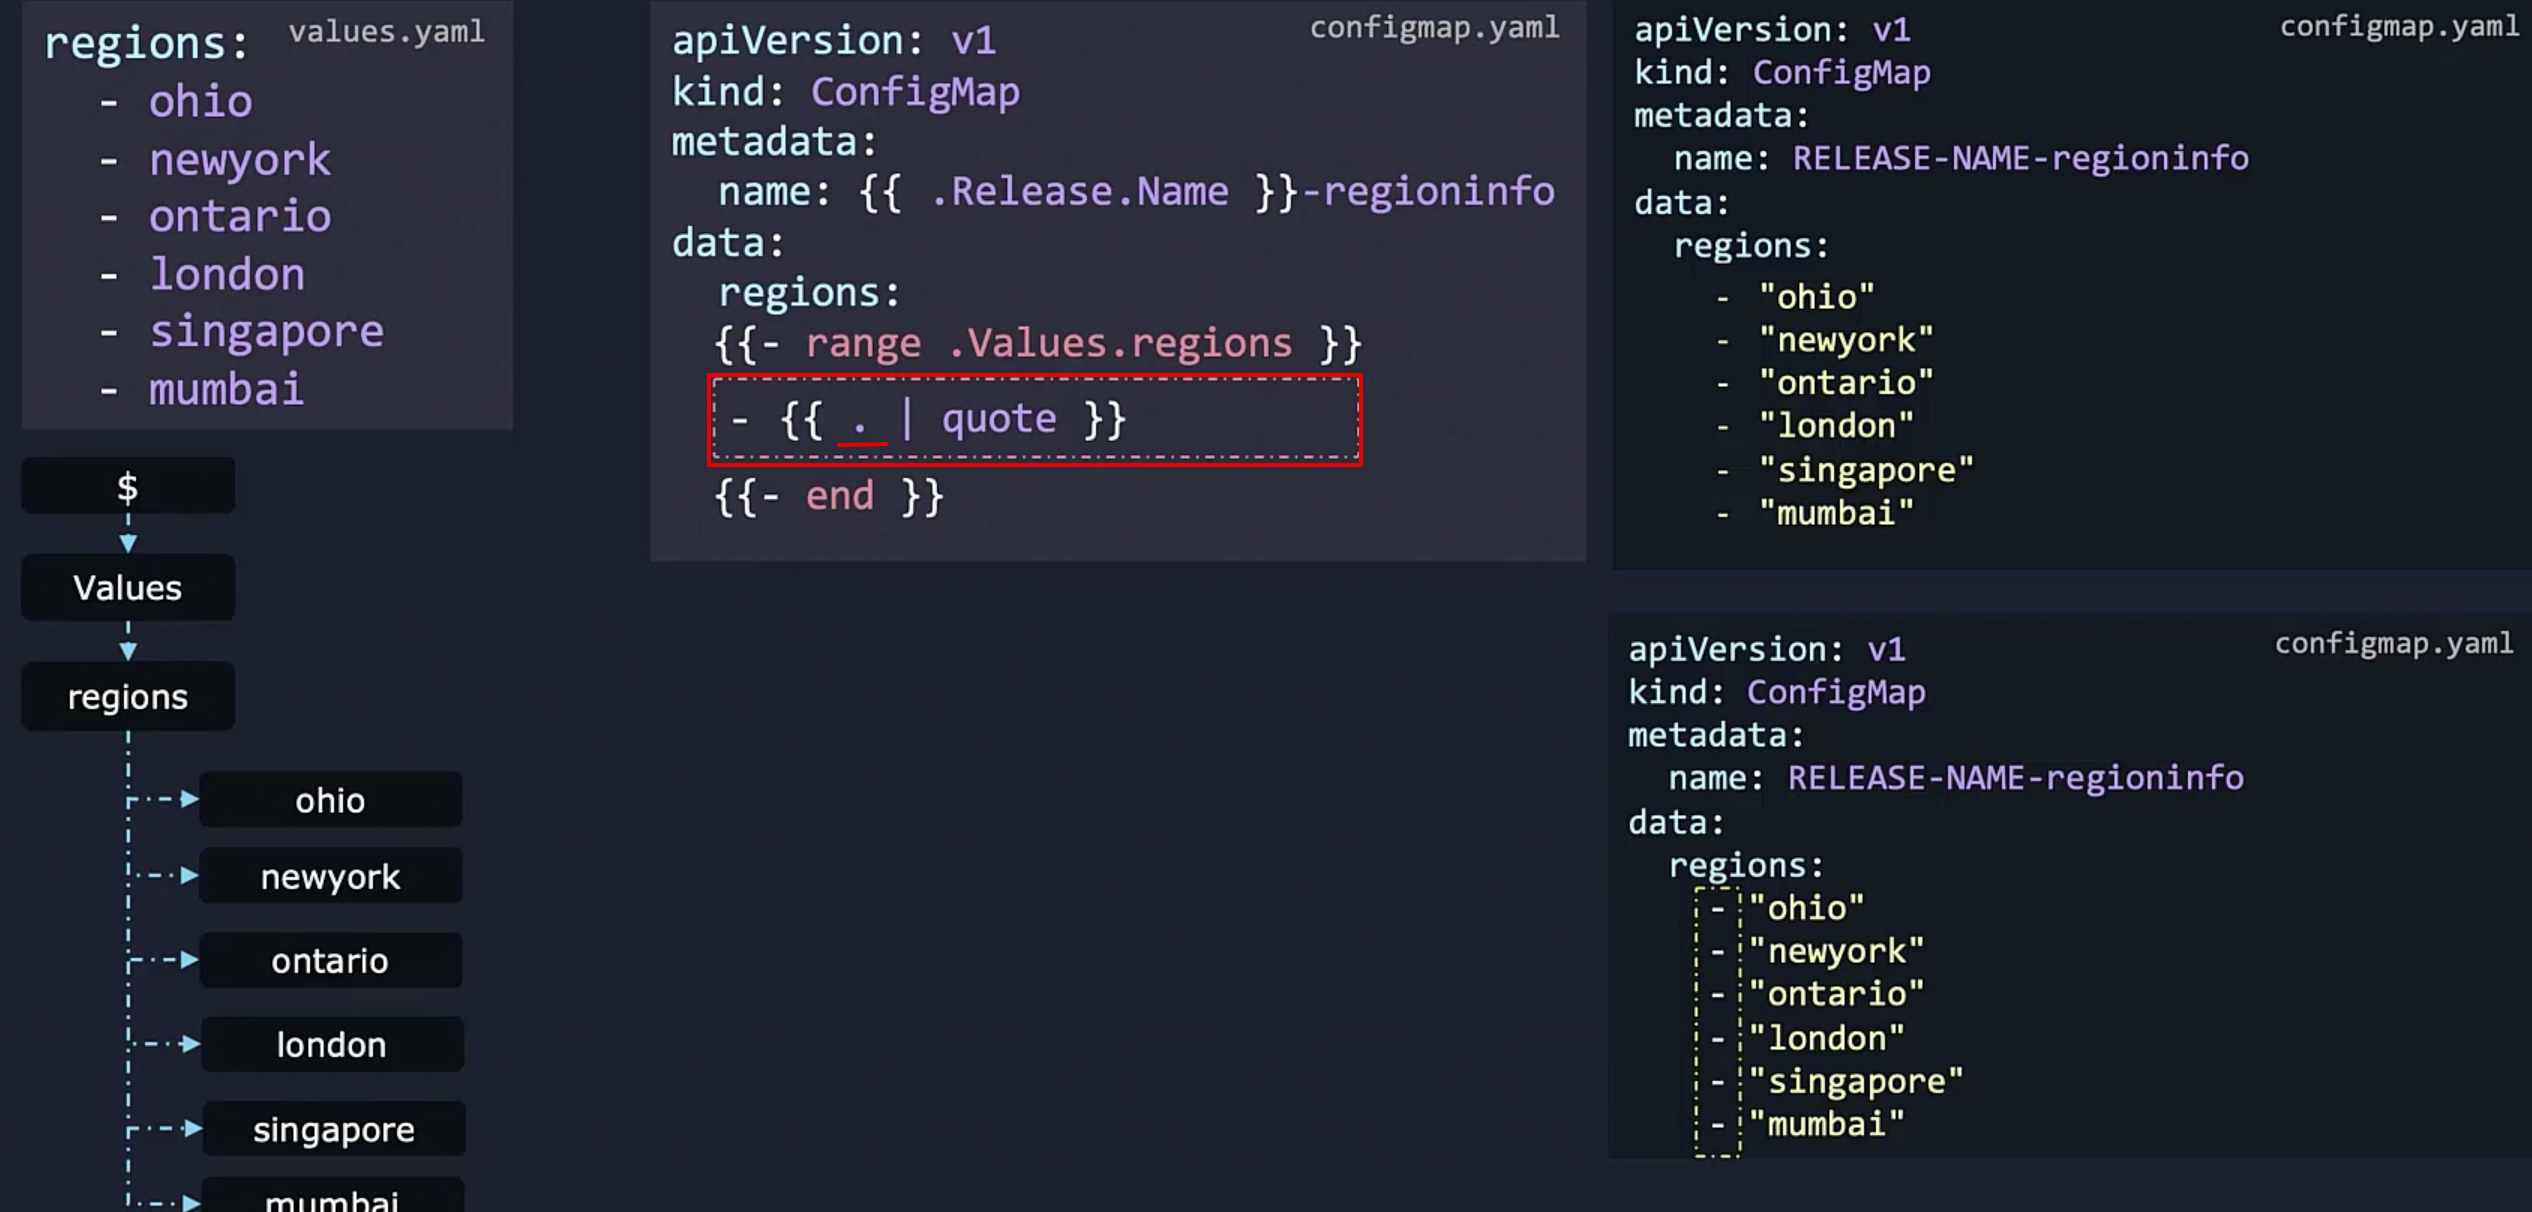 values.yaml
regions:
- ohio
- newyork
- ontario
- london
- singapore
- mumbai
$
Values
regions
ohio
newyork
ontario
london
singapore
mumbai
configmap.yaml
apiVersion: v1
kind: ConfigMap
metadata:
name: {{ .Release.Name }}-regioninfo
data:
regions:
{{- range .Values.regions }}
- {{ . | quote }}
{{- end }}
configmap.yaml
apiVersion: v1
kind: ConfigMap
metadata:
name: RELEASE-NAME-regioninfo
data:
regions:
- "ohio"
- "newyork"
- "ontario"
- "london"
- "singapore"
- "mumbai"
configmap.yaml
apiVersion: v1
kind: ConfigMap
metadata:
name: RELEASE-NAME-regioninfo
data:
regions:
- "ohio"
- "newyork"
- "ontario"
- "london"
- "singapore"
- "mumbai"